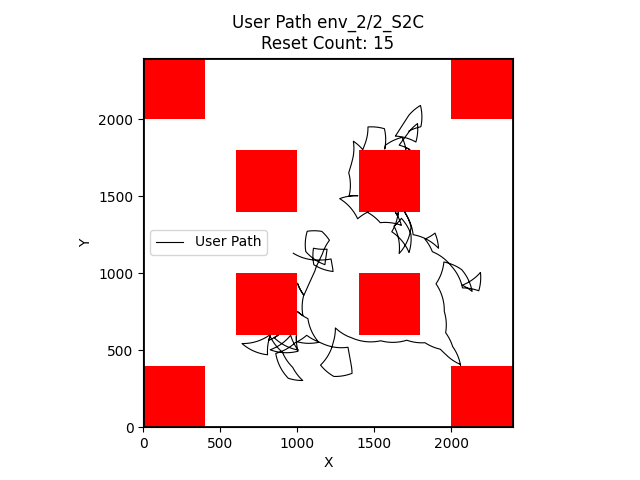 User Path env_2/2_S2C
Reset Count: 15
Y
2000
1500
1000
500
0
User Path
0 500 1000 1500 2000
X